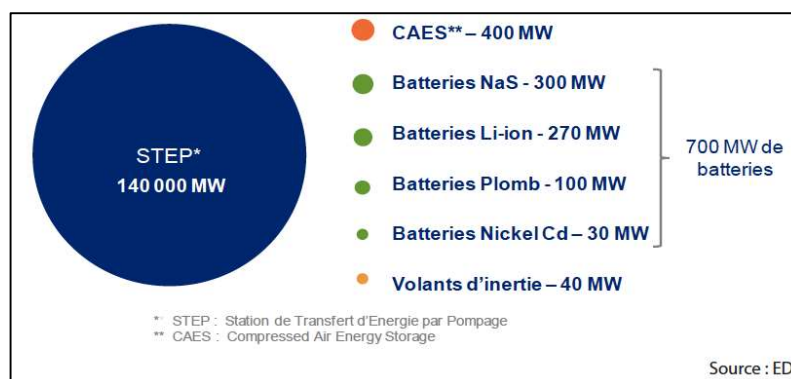 STEP*
140 000 MW
CAES** – 400 MW
Batteries NaS - 300 MW
Batteries Li-ion - 270 MW
Batteries Plomb - 100 MW
Batteries Nickel Cd – 30 MW
Volants d'inertie – 40 MW
700 MW de
batteries
* STEP : Station de Transfert d'Energie par Pompage
** CAES : Compressed Air Energy Storage
Source : ED